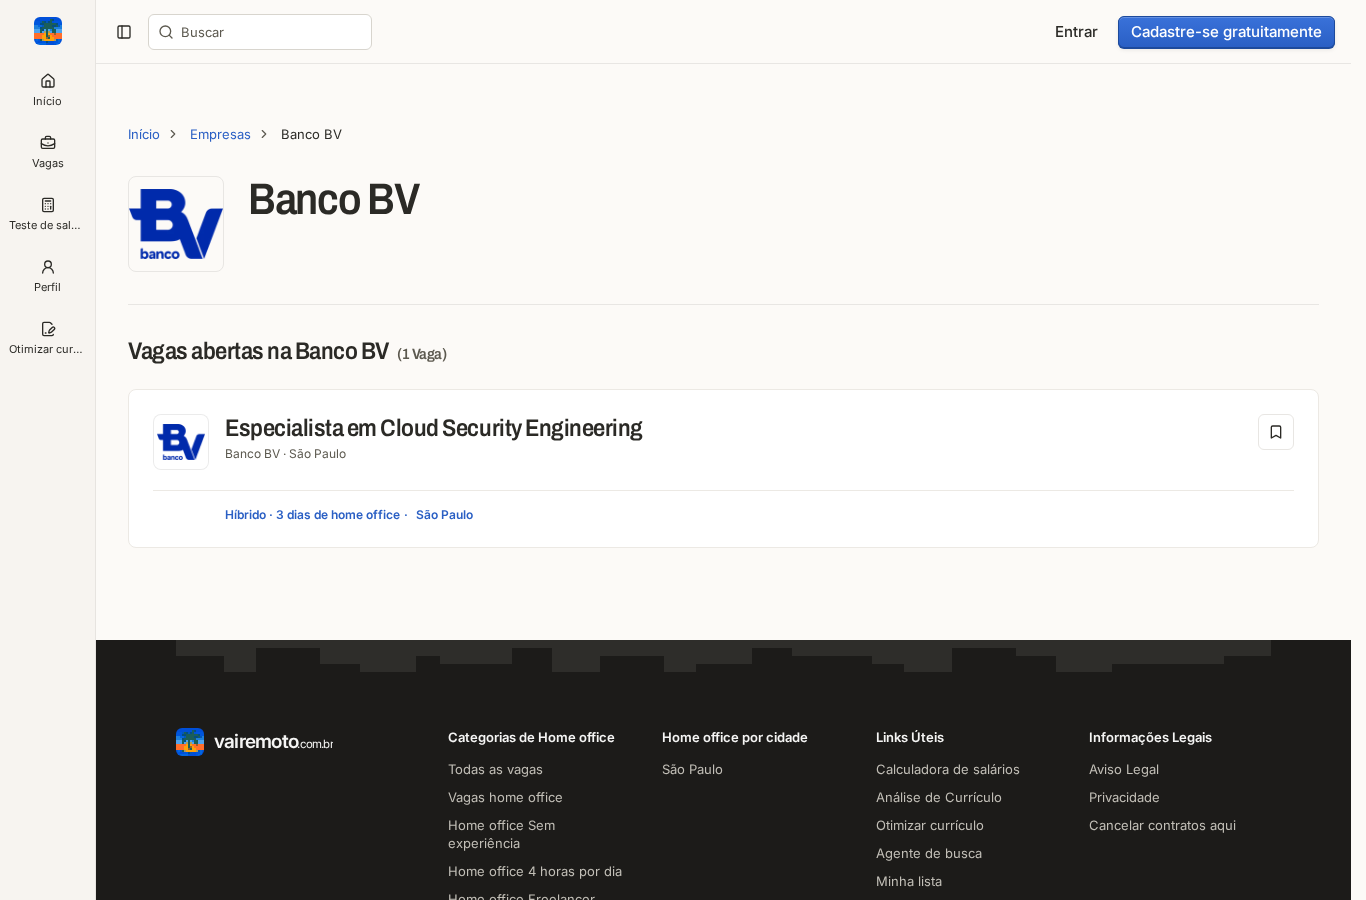 Buscar
Entrar
Cadastre-se gratuitamente
Início
Vagas
Teste de sal...
Perfil
Otimizar cur...
Início
Empresas
Banco BV
BV
banco
Banco BV
Vagas abertas na Banco BV (1 Vaga)
BV
banco
Especialista em Cloud Security Engineering
Banco BV · São Paulo
Híbrido · 3 dias de home office · São Paulo
vairemoto.com.br
Categorias de Home office
Todas as vagas
Vagas home office
Home office Sem
experiência
Home office 4 horas por dia
Home office Freelancer
Home office por cidade
São Paulo
Links Úteis
Calculadora de salários
Análise de Currículo
Otimizar currículo
Agente de busca
Minha lista
Informações Legais
Aviso Legal
Privacidade
Cancelar contratos aqui